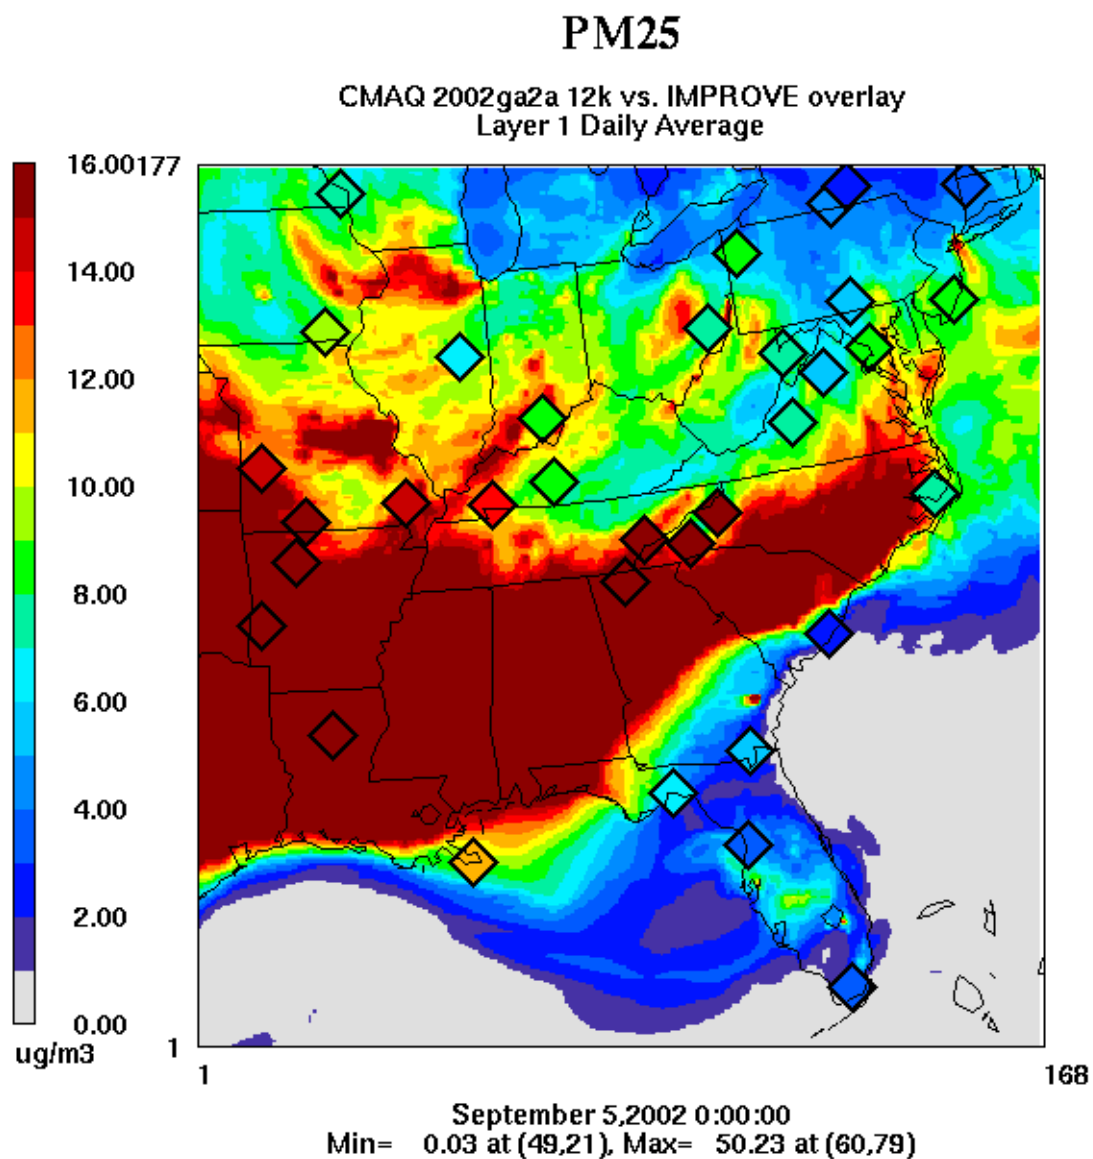 PM25
CMAQ 2002ga2a 12k vs. IMPROVE overlay
Layer 1 Daily Average
16.00
177
14.00
12.00
10.00
8.00
6.00
4.00
2.00
0.00
ug/m3
1
1
168
September 5,2002 0:00:00
Min= 0.03 at (49,21), Max= 50.23 at (60,79)